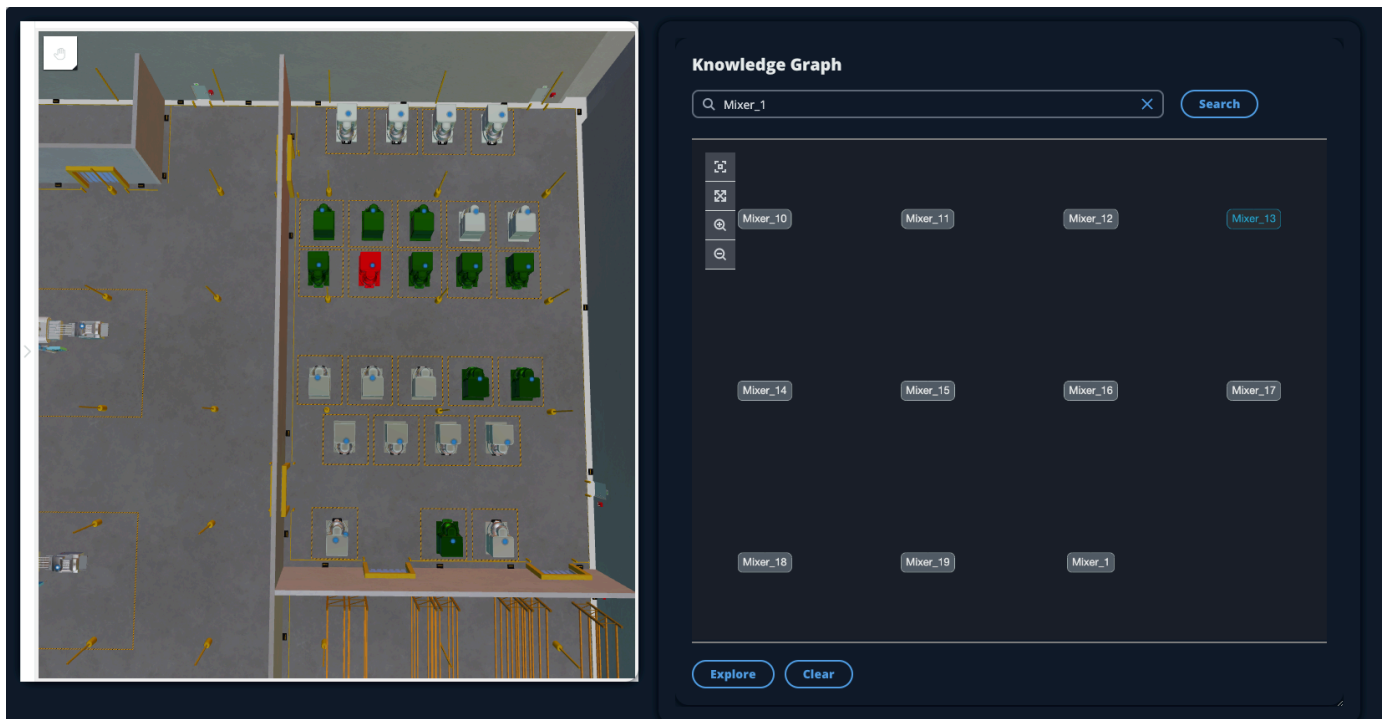 Knowledge Graph
Mixer_1
Search
Mixer_10 Mixer_11 Mixer_12 Mixer_13
Mixer_14 Mixer_15 Mixer_16 Mixer_17
Mixer_18 Mixer_19 Mixer_1
Explore Clear